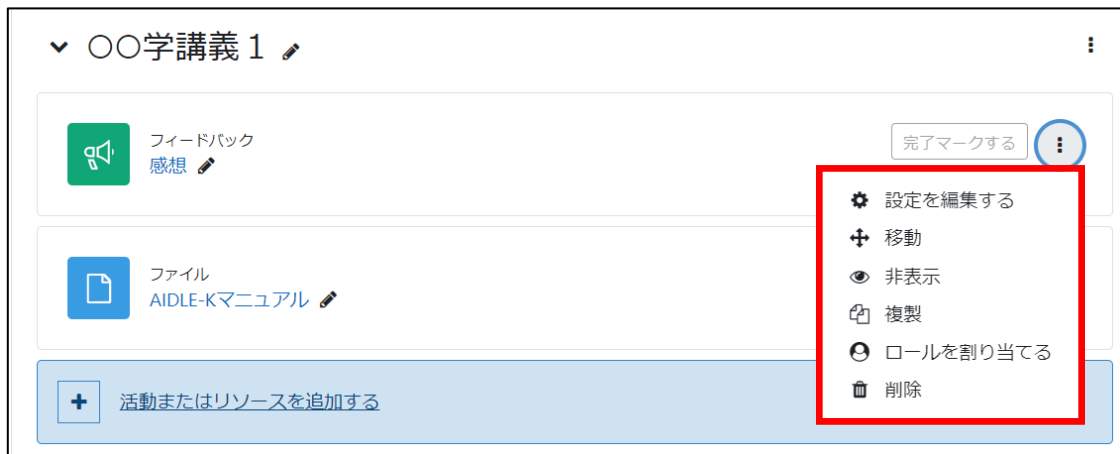 〇〇学講義１
フィードバック
感想
完了マークする
設定を編集する
移動
非表示
複製
ロールを割り当てる
削除
ファイル
AIDLE-Kマニュアル
活動またはリソースを追加する